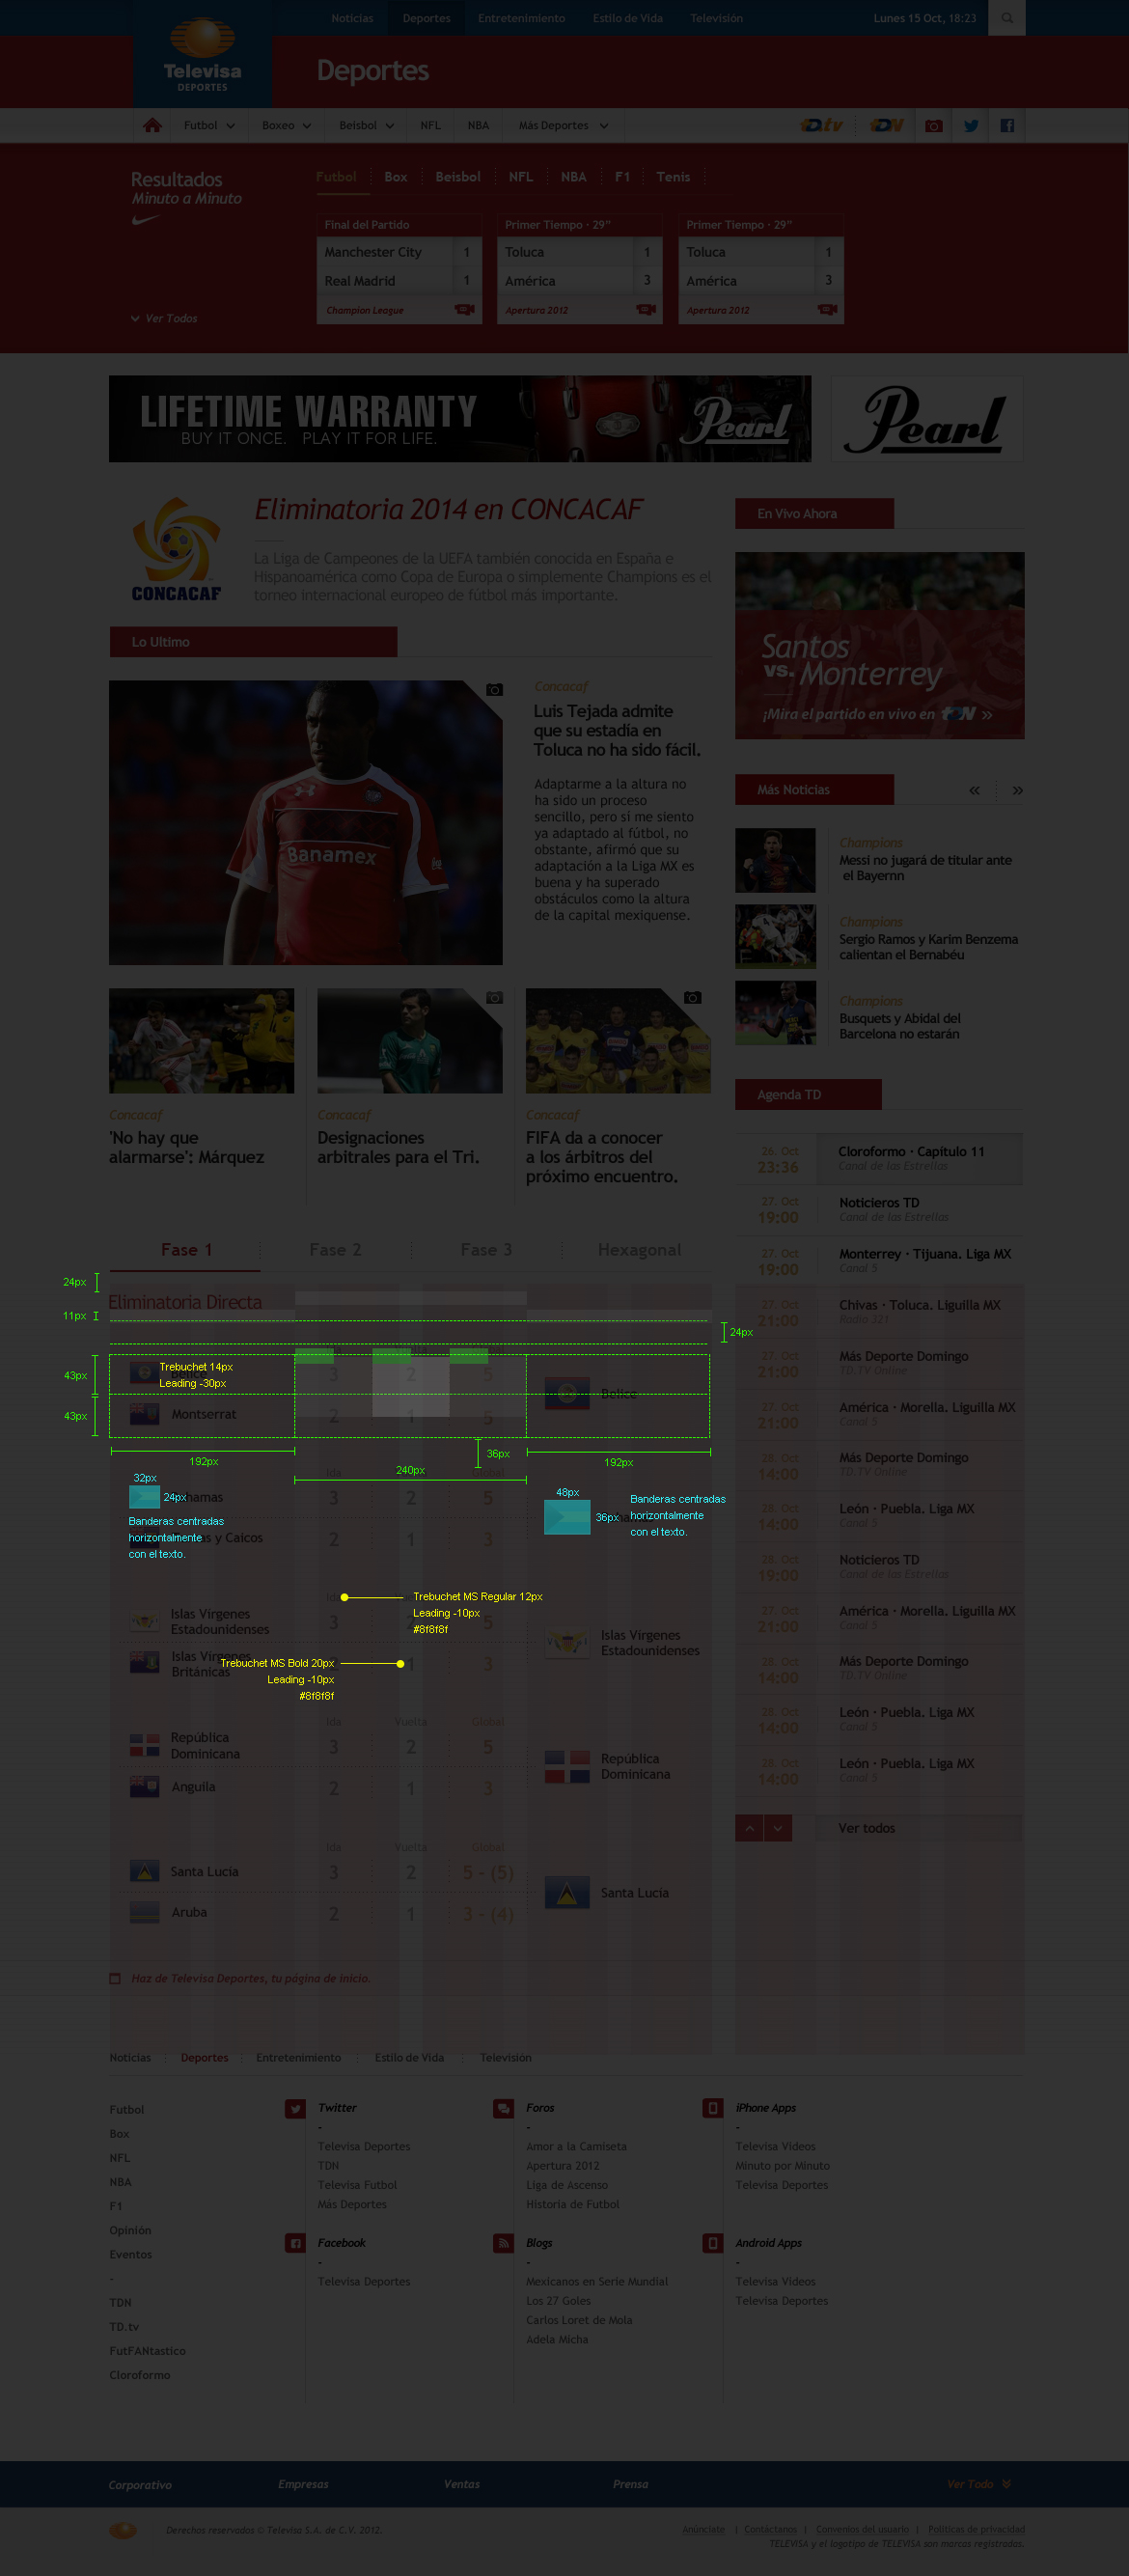 Noticias Deportes Entretenimiento Estilo de Vida Televisión Lunes 15 Oct, 18:23
Televisa
DEPORTES
Deportes
Futbol Boxeo Beisbol NFL NBA Más Deportes tD.tv tDN
Resultados
Minuto a Minuto
Ver Todos
Futbol Box Beisbol NFL NBA F1 Tenis
Final del Partido
Manchester City 1
Real Madrid 1
Champion League
Primer Tiempo · 29"
Toluca 1
América 3
Apertura 2012
Primer Tiempo · 29"
Toluca 1
América 3
Apertura 2012
LIFETIME WARRANTY
BUY IT ONCE. PLAY IT FOR LIFE.
Pearl
Pearl
CONCACAF
Eliminatoria 2014 en CONCACAF
La Liga de Campeones de la UEFA también conocida en España e
Hispanoamérica como Copa de Europa o simplemente Champions es el
torneo internacional europeo de fútbol más importante.
Lo Ultimo
Banamex
Concacaf
Luis Tejada admite
que su estadía en
Toluca no ha sido fácil.
Adaptarme a la altura no
ha sido un proceso
sencillo, pero sí me siento
ya adaptado al fútbol, no
obstante, afirmó que su
adaptación a la Liga MX es
buena y ha superado
obstáculos como la altura
de la capital mexiquense.
Concacaf
'No hay que
alarmarse': Márquez
Concacaf
Designaciones
arbitrales para el Tri.
Concacaf
FIFA da a conocer
a los árbitros del
próximo encuentro.
En Vivo Ahora
Santos
vs. Monterrey
¡Mira el partido en vivo en tDN »
Más Noticias « »
Champions
Messi no jugará de titular ante
el Bayernn
Champions
Sergio Ramos y Karim Benzema
calientan el Bernabéu
Champions
Busquets y Abidal del
Barcelona no estarán
Agenda TD
26. Oct
23:36
Cloroformo · Capítulo 11
Canal de las Estrellas
27. Oct
19:00
Noticieros TD
Canal de las Estrellas
27. Oct
19:00
Monterrey · Tijuana. Liga MX
Canal 5
27. Oct
21:00
Chivas · Toluca. Liguilla MX
Radio 321
27. Oct
21:00
Más Deporte Domingo
TD.TV Online
27. Oct
21:00
América · Morella. Liguilla MX
Canal 5
28. Oct
14:00
Más Deporte Domingo
TD.TV Online
28. Oct
14:00
León · Puebla. Liga MX
Canal 5
28. Oct
19:00
Noticieros TD
Canal de las Estrellas
27. Oct
21:00
América · Morella. Liguilla MX
Canal 5
28. Oct
14:00
Más Deporte Domingo
TD.TV Online
28. Oct
14:00
León · Puebla. Liga MX
Canal 5
28. Oct
14:00
León · Puebla. Liga MX
Canal 5
Ver todos
Fase 1 Fase 2 Fase 3 Hexagonal
24px
Eliminatoria Directa
11px
24px
43px
Trebuchet 14px
Leading -30px
Belice 3 2 5 Belice
43px
Montserrat 2 1 5
192px 240px 36px 192px
Ida Global
32px
24px
Bahamas 3 2 5
48px
36px
Banderas centradas
horizontalmente
con el texto.
Banderas centradas
horizontalmente
con el texto.
y Caicos 2 1 3
Trebuchet MS Regular 12px
Leading -10px
#8f8f8f
Ida
Islas Vírgenes
Estadounidenses
3 2 5
Islas Vírgenes
Británicas
1 3
Islas Vírgenes
Estadounidenses
Trebuchet MS Bold 20px
Leading -10px
#8f8f8f
Ida Vuelta Global
República
Dominicana
3 2 5
Anguila 2 1 3
República
Dominicana
Ida Vuelta Global
Santa Lucía 3 2 5 - (5)
Aruba 2 1 3 - (4)
Santa Lucía
Haz de Televisa Deportes, tu página de inicio.
Noticias Deportes Entretenimiento Estilo de Vida Televisión
Futbol
Box
NFL
NBA
F1
Opinión
Eventos
-
TDN
TD.tv
FutFANtastico
Cloroformo
Twitter
-
Televisa Deportes
TDN
Televisa Futbol
Más Deportes
Facebook
-
Televisa Deportes
Foros
-
Amor a la Camiseta
Apertura 2012
Liga de Ascenso
Historia de Futbol
Blogs
-
Mexicanos en Serie Mundial
Los 27 Goles
Carlos Loret de Mola
Adela Micha
iPhone Apps
-
Televisa Videos
Minuto por Minuto
Televisa Deportes
Android Apps
-
Televisa Videos
Televisa Deportes
Corporativo Empresas Ventas Prensa Ver Todo
Derechos reservados © Televisa S.A. de C.V. 2012.
Anúnciate | Contáctanos | Convenios del usuario | Políticas de privacidad
TELEVISA y el logotipo de TELEVISA son marcas registradas.